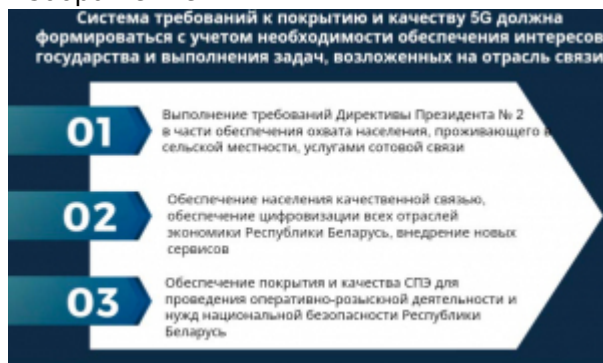 Система требований к покрытию и качеству 5G должна
формироваться с учетом необходимости обеспечения интересов
государства и выполнения задач, возложенных на отрасль связи
01
Выполнение требований Директивы Президента № 2
в части обеспечения охвата населения, проживающего в
сельской местности, услугами сотовой связи
02
Обеспечение населения качественной связью,
обеспечение цифровизации всех отраслей
экономики Республики Беларусь, внедрение новых
сервисов
03
Обеспечение покрытия и качества СПЭ для
проведения оперативно-розыскной деятельности и
нужд национальной безопасности Республики
Беларусь